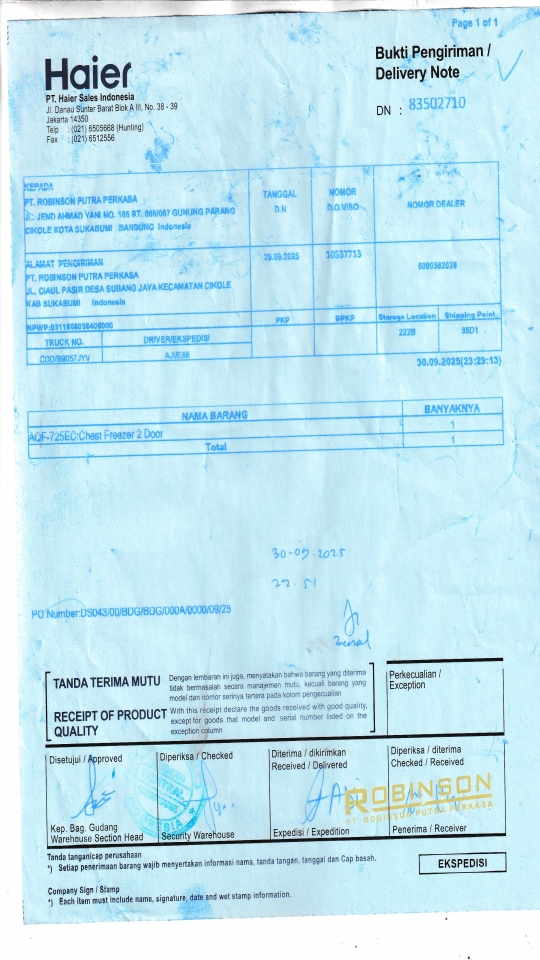 Page 1 of 1
Haier
PT. Haier Sales Indonesia
Jl. Danau Sunter Barat Blok A III, No. 38 - 39
Jakarta 14350
Telp : (021) 6505668 (Hunting)
Fax : (021) 6512556
Bukti Pengiriman /
Delivery Note
DN : 83502710
KEPADA
PT. ROBINSON PUTRA PERKASA
JL. JEND AHMAD YANI NO. 185 RT. 006/007 GUNUNG PARANG
CIKOLE KOTA SUKABUMI BANDUNG Indonesia
TANGGAL
D.N
NOMOR
D.O.VISO
NOMOR DEALER
ALAMAT PENGIRIMAN
PT. ROBINSON PUTRA PERKASA
JL. CIAUL PASIR DESA SUBANG JAYA KECAMATAN CIKOLE
KAB SUKABUMI Indonesia
29.09.2025
10537713
NPWP:
PKP
SPKP
Storage Location
Shipping Point
222B
TRUCK NO.
DRIVER/EKSPEDISI
30.09.2025(23:29:13)
NAMA BARANG
BANYAKNYA
AQF-725EC:Chest Freezer 2 Door
1
Total
1
30-09-2025
22.51
PO Number:DS043/00/BDG/BDG/000A/0000/09/25
TANDA TERIMA MUTU
Dengan lembaran ini juga, menyatakan bahwa barang yang diterima
tidak bermasalah secara manajemen mutu, kecuali barang yang
model dan nomor serinya tertera pada kolom pengecualian
RECEIPT OF PRODUCT
QUALITY
With this receipt declare the goods received with good quality,
except for goods that model and serial number listed on the
exception column
Perkecualian /
Exception
Disetujui / Approved
Diperiksa / Checked
Diterima / dikirimkan
Received / Delivered
Diperiksa / diterima
Checked / Received
ROBINSON
PT. ROBINSON PUTRA PERKASA
Kep. Bag. Gudang
Warehouse Section Head
Security Warehouse
Expedisi / Expedition
Penerima / Receiver
Tanda tangan/cap perusahaan
*) Setiap penerimaan barang wajib menyertakan informasi nama, tanda tangan, tanggal dan Cap basah.
EKSPEDISI
Company Sign / Stamp
*) Each item must include name, signature, date and wet stamp information.